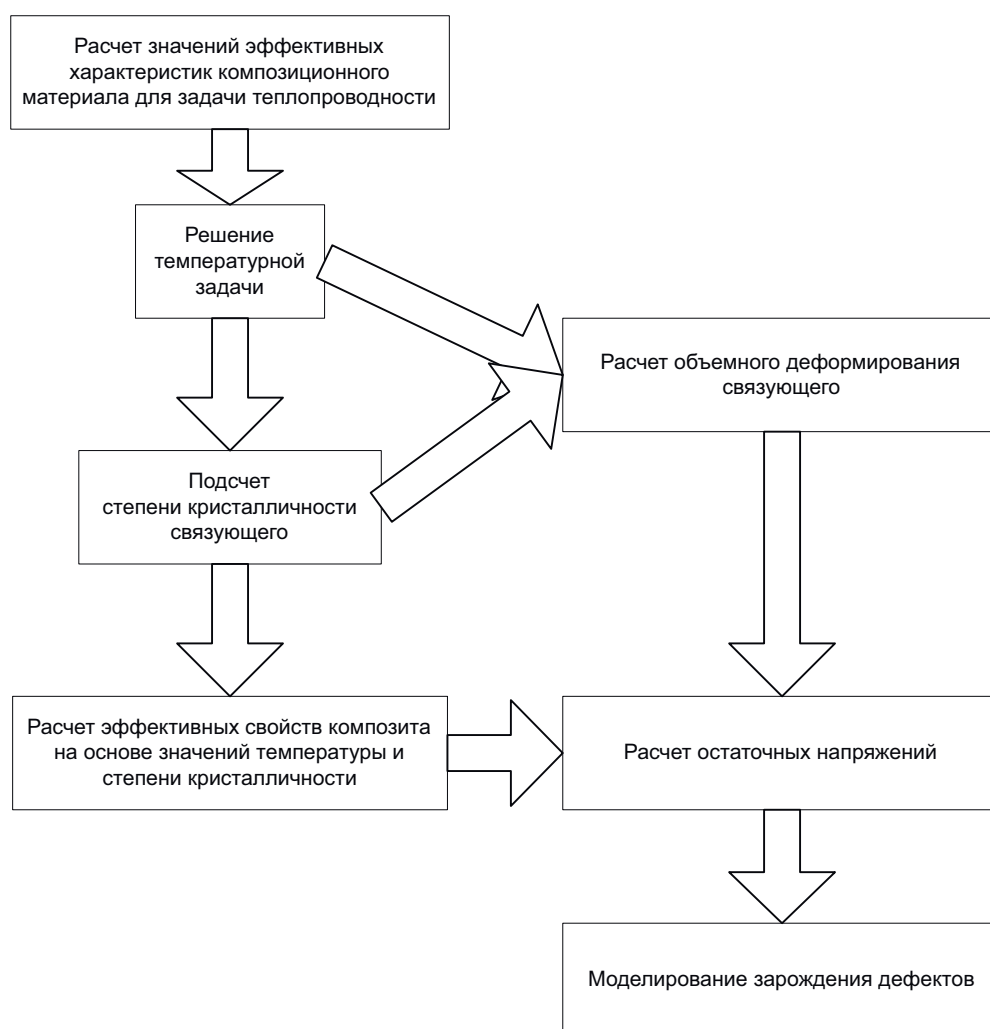 Расчет значений эффективных
характеристик композиционного
материала для задачи теплопроводности
Решение
температурной
задачи
Расчет объемного деформирования
связующего
Подсчет
степени кристалличности
связующего
Расчет эффективных свойств композита
на основе значений температуры и
степени кристалличности
Расчет остаточных напряжений
Моделирование зарождения дефектов